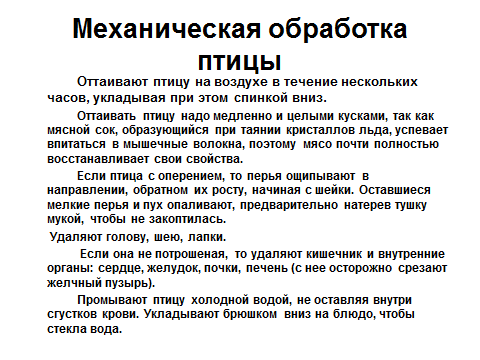 Механическая обработка
птицы
Оттаивают птицу на воздухе в течение нескольких
часов, укладывая при этом спинкой вниз.
Оттаивать птицу надо медленно и целыми кусками, так как
мясной сок, образующийся при таянии кристаллов льда, успевает
впитаться в мышечные волокна, поэтому мясо почти полностью
восстанавливает свои свойства.
Если птица с оперением, то перья ощипывают в
направлении, обратном их росту, начиная с шейки. Оставшиеся
мелкие перья и пух опаливают, предварительно натерев тушку
мукой, чтобы не закоптилась.
Удаляют голову, шею, лапки.
Если она не потрошеная, то удаляют кишечник и внутренние
органы: сердце, желудок, почки, печень (с нее осторожно срезают
желчный пузырь).
Промывают птицу холодной водой, не оставляя внутри
сгустков крови. Укладывают брюшком вниз на блюдо, чтобы
стекла вода.